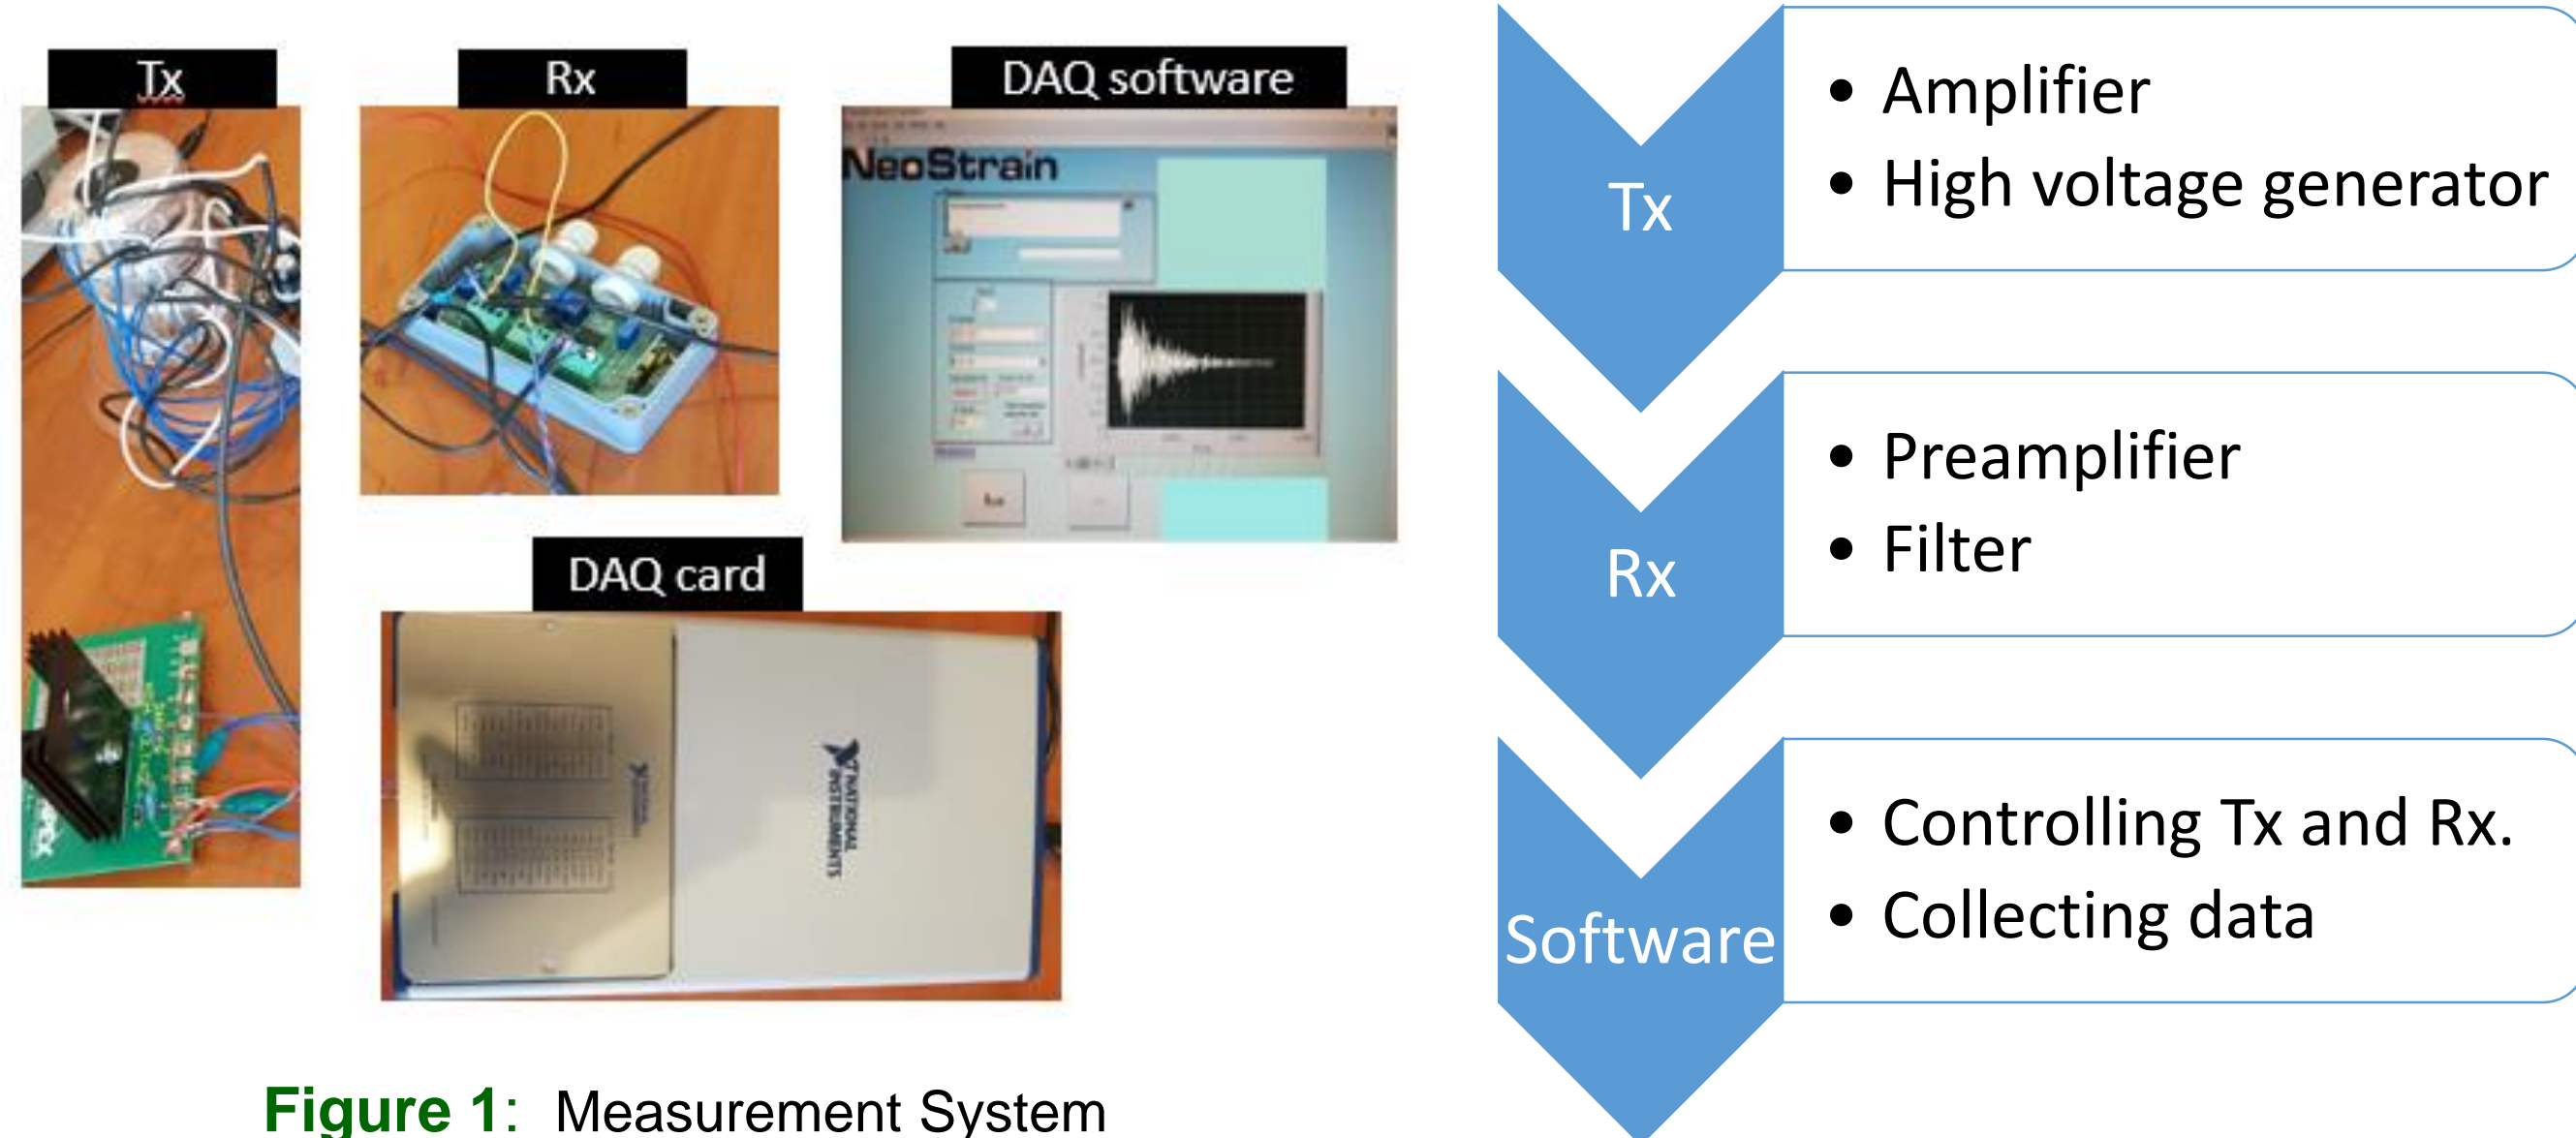 Tx
Rx
DAQ software
NeoStrain
DAQ card
NATIONAL
INSTRUMENTS
Figure 1: Measurement System
Tx
• Amplifier
• High voltage generator
Rx
• Preamplifier
• Filter
Software
• Controlling Tx and Rx.
• Collecting data